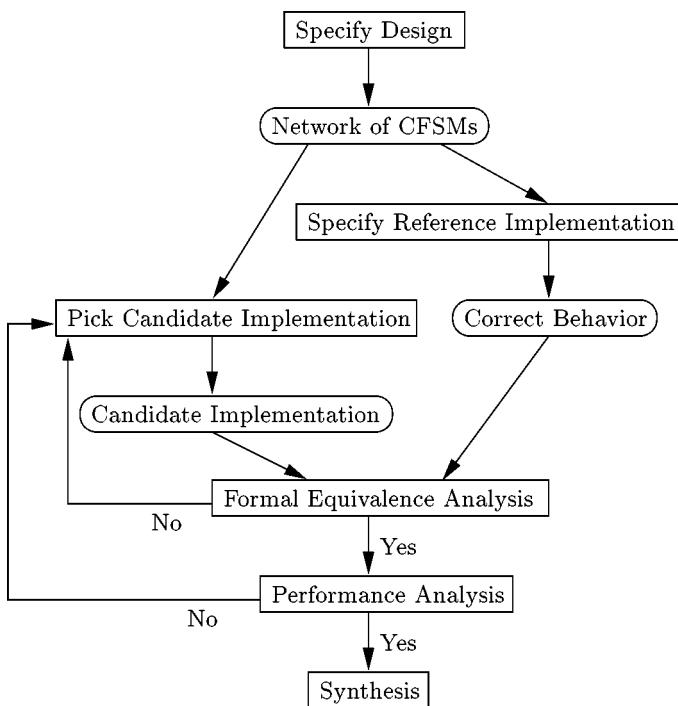 Specify Design
Network of CFSMs
Specify Reference Implementation
Pick Candidate Implementation
Correct Behavior
Candidate Implementation
Formal Equivalence Analysis
No
Yes
Performance Analysis
No
Yes
Synthesis